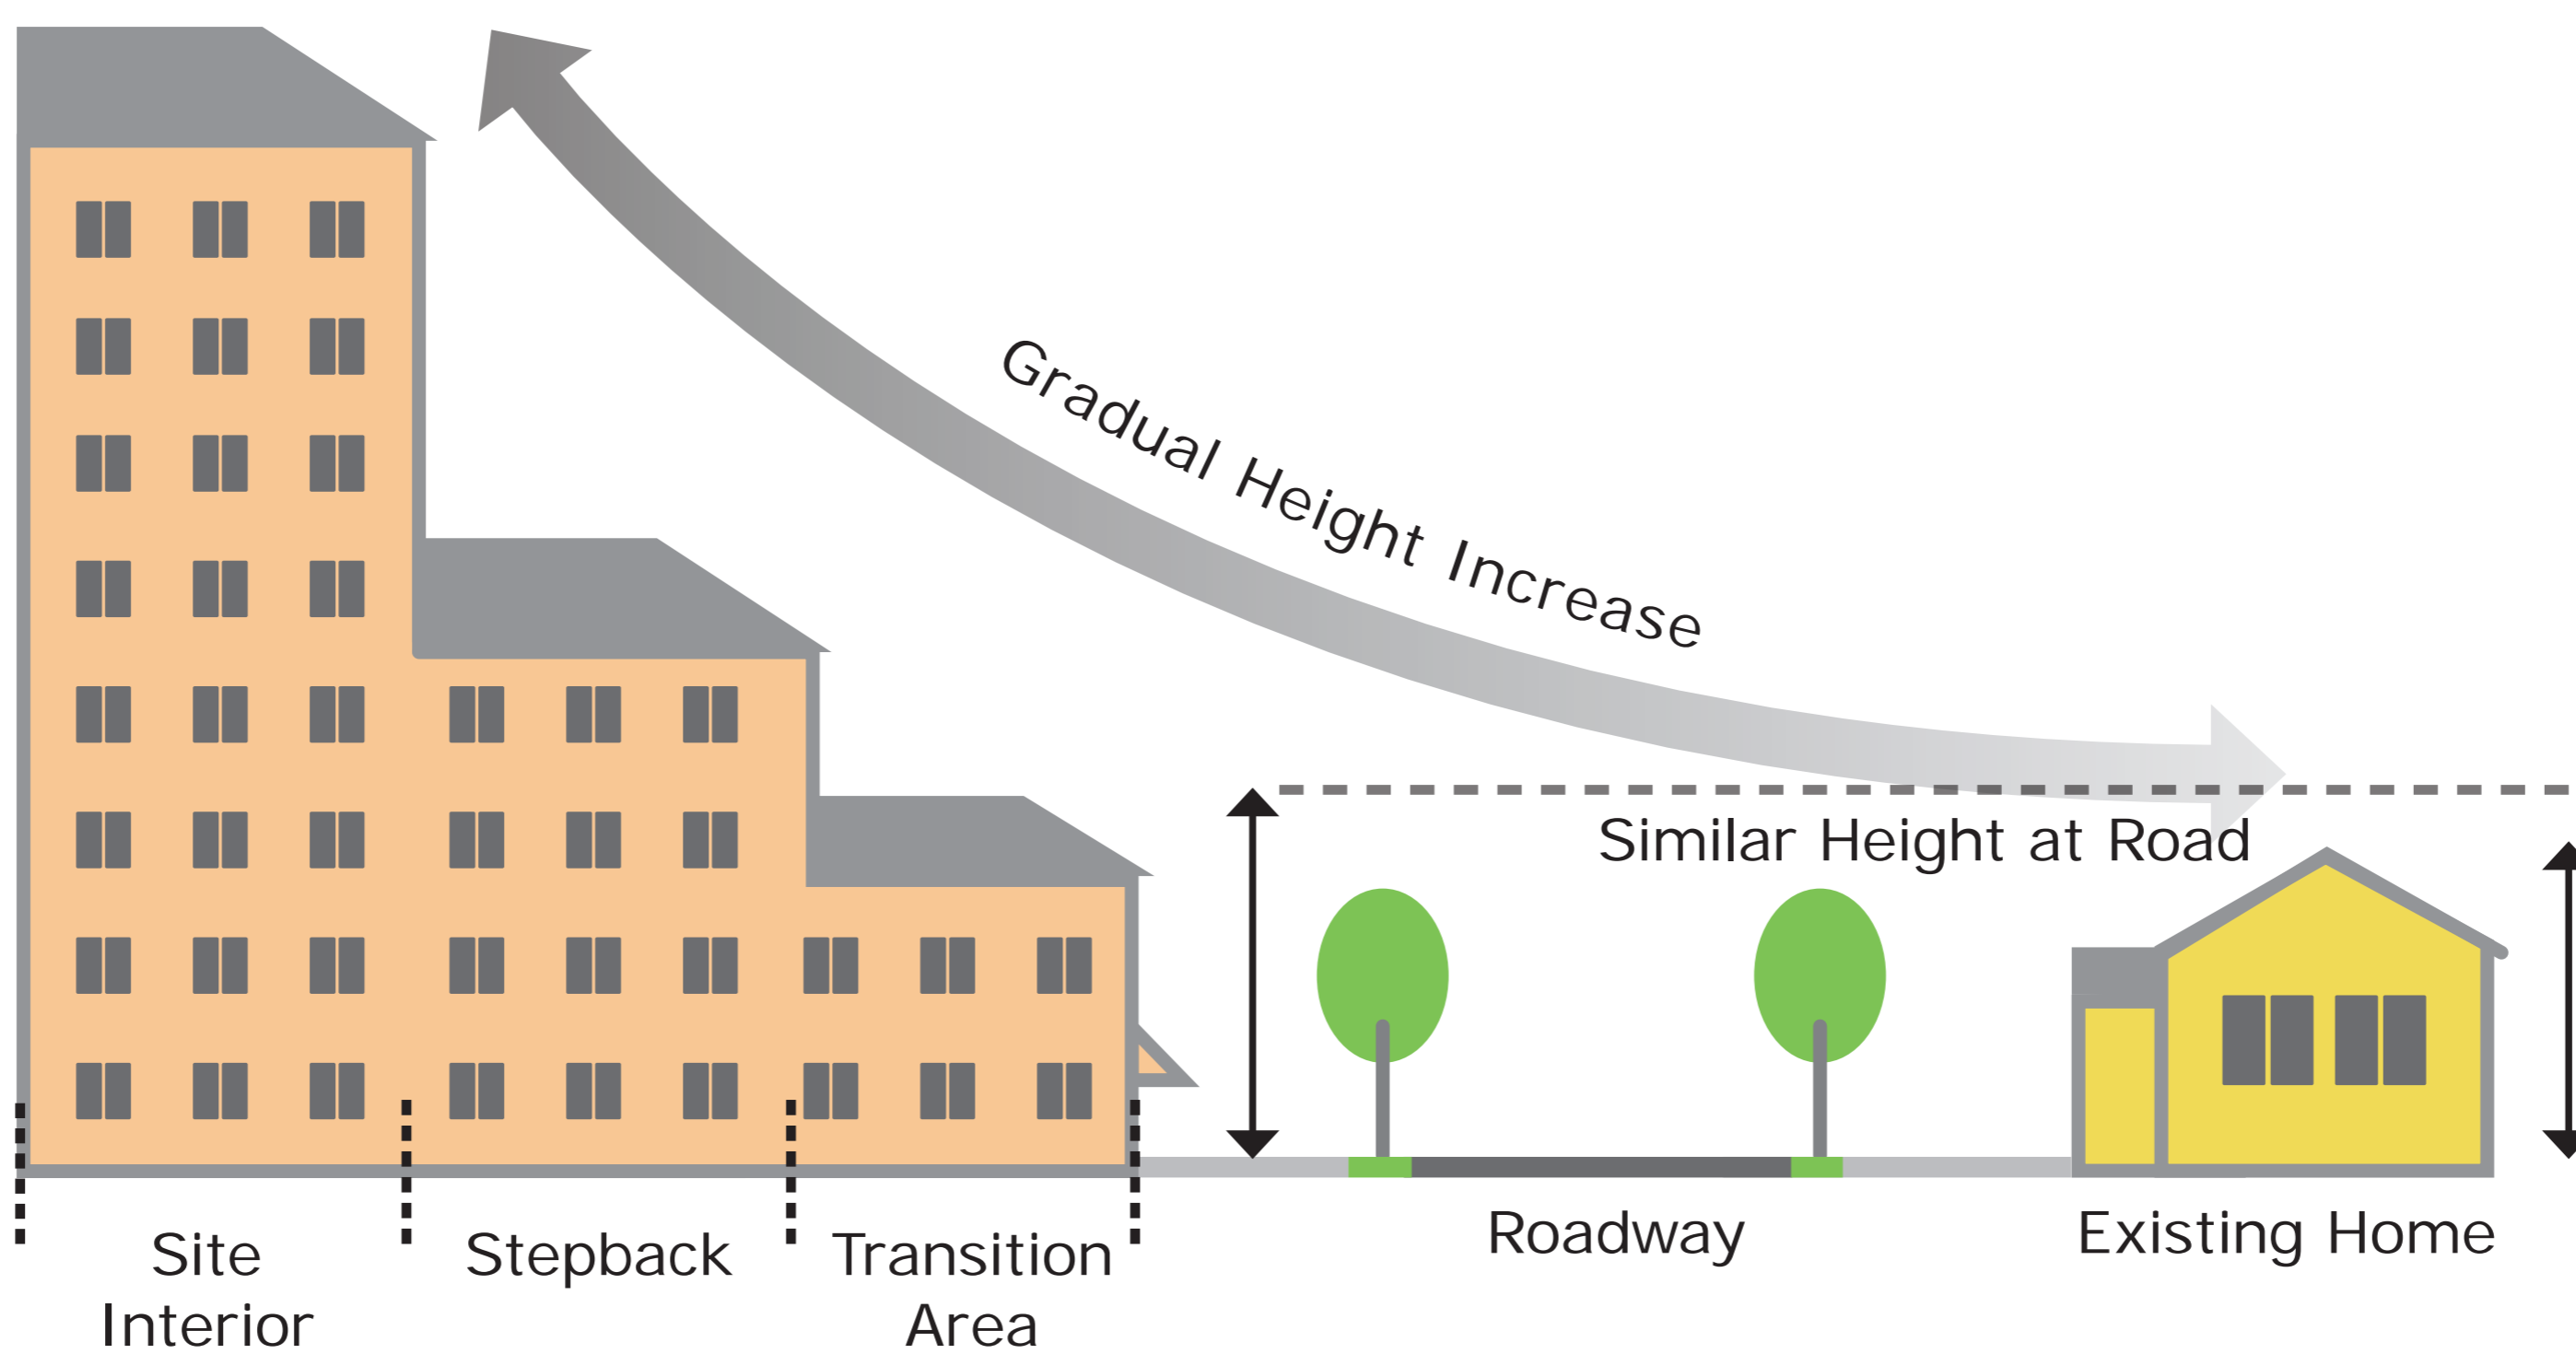 Gradual Height Increase
Similar Height at Road
Site
Interior
Stepback
Transition
Area
Roadway
Existing Home